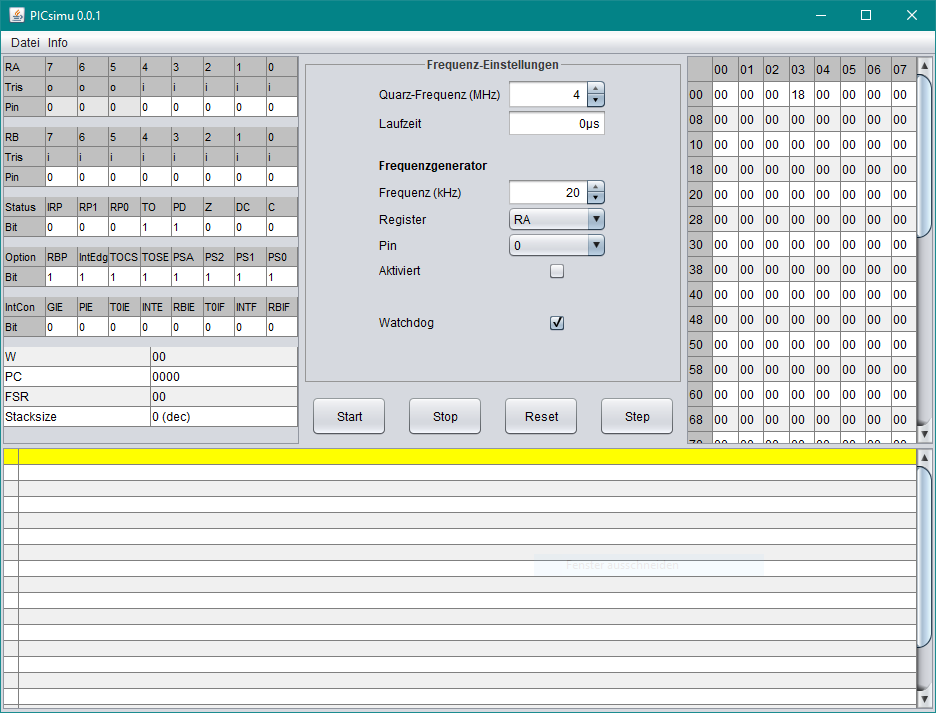 PICsimu 0.0.1
Datei Info
RA 7 6 5 4 3 2 1 0
Tris o o o i i i i i
Pin 0 0 0 0 0 0 0 0
RB 7 6 5 4 3 2 1 0
Tris i i i i i i i i
Pin 0 0 0 0 0 0 0 0
Status IRP RP1 RP0 TO PD Z DC C
Bit 0 0 0 1 1 0 0 0
Option RBP IntEdg TOCS TOSE PSA PS2 PS1 PS0
Bit 1 1 1 1 1 1 1 1
IntCon GIE PIE T0IE INTE RBIE T0IF INTF RBIF
Bit 0 0 0 0 0 0 0 0
W 00
PC 0000
FSR 00
Stacksize 0 (dec)
Frequenz-Einstellungen
Quarz-Frequenz (MHz) 4
Laufzeit 0µs
Frequenzgenerator
Frequenz (kHz) 20
Register RA
Pin 0
Aktiviert
Watchdog
Start Stop Reset Step
00 01 02 03 04 05 06 07
00 00 00 00 18 00 00 00 00
08 00 00 00 00 00 00 00 00
10 00 00 00 00 00 00 00 00
18 00 00 00 00 00 00 00 00
20 00 00 00 00 00 00 00 00
28 00 00 00 00 00 00 00 00
30 00 00 00 00 00 00 00 00
38 00 00 00 00 00 00 00 00
40 00 00 00 00 00 00 00 00
48 00 00 00 00 00 00 00 00
50 00 00 00 00 00 00 00 00
58 00 00 00 00 00 00 00 00
60 00 00 00 00 00 00 00 00
68 00 00 00 00 00 00 00 00
70 00 00 00 00 00 00 00 00
Fenster ausschneiden